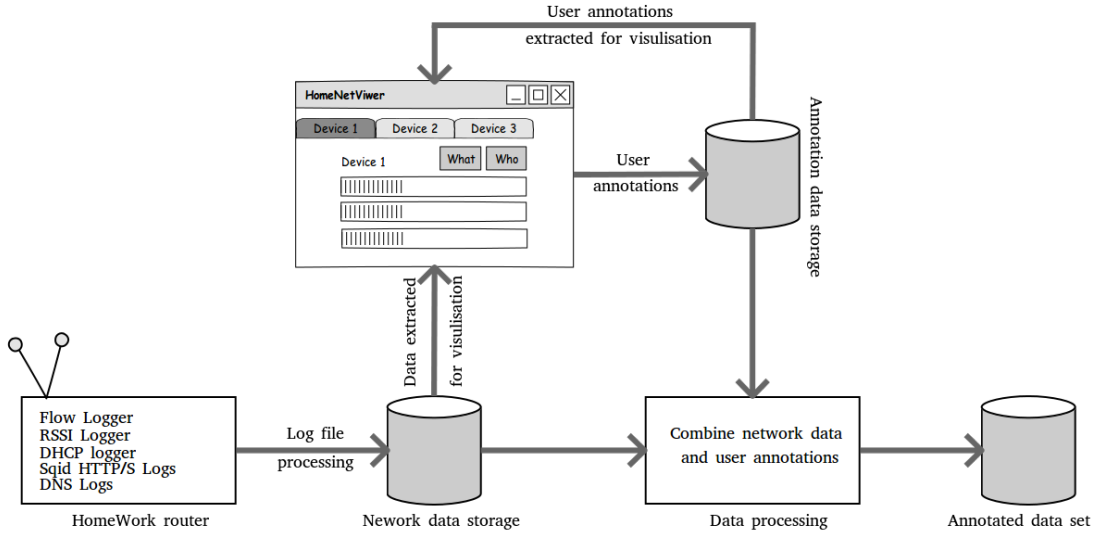 User annotations
extracted for visulisation
HomeNetViwer
Device 1 Device 2 Device 3
Device 1 What Who
User
annotations
Annotation data
storage
Data extracted
for visulisation
Flow Logger
RSSI Logger
DHCP logger
Sqid HTTP/S Logs
DNS Logs
Log file
processing
Combine network data
and user annotations
HomeWork router
Nework data storage
Data processing
Annotated data set